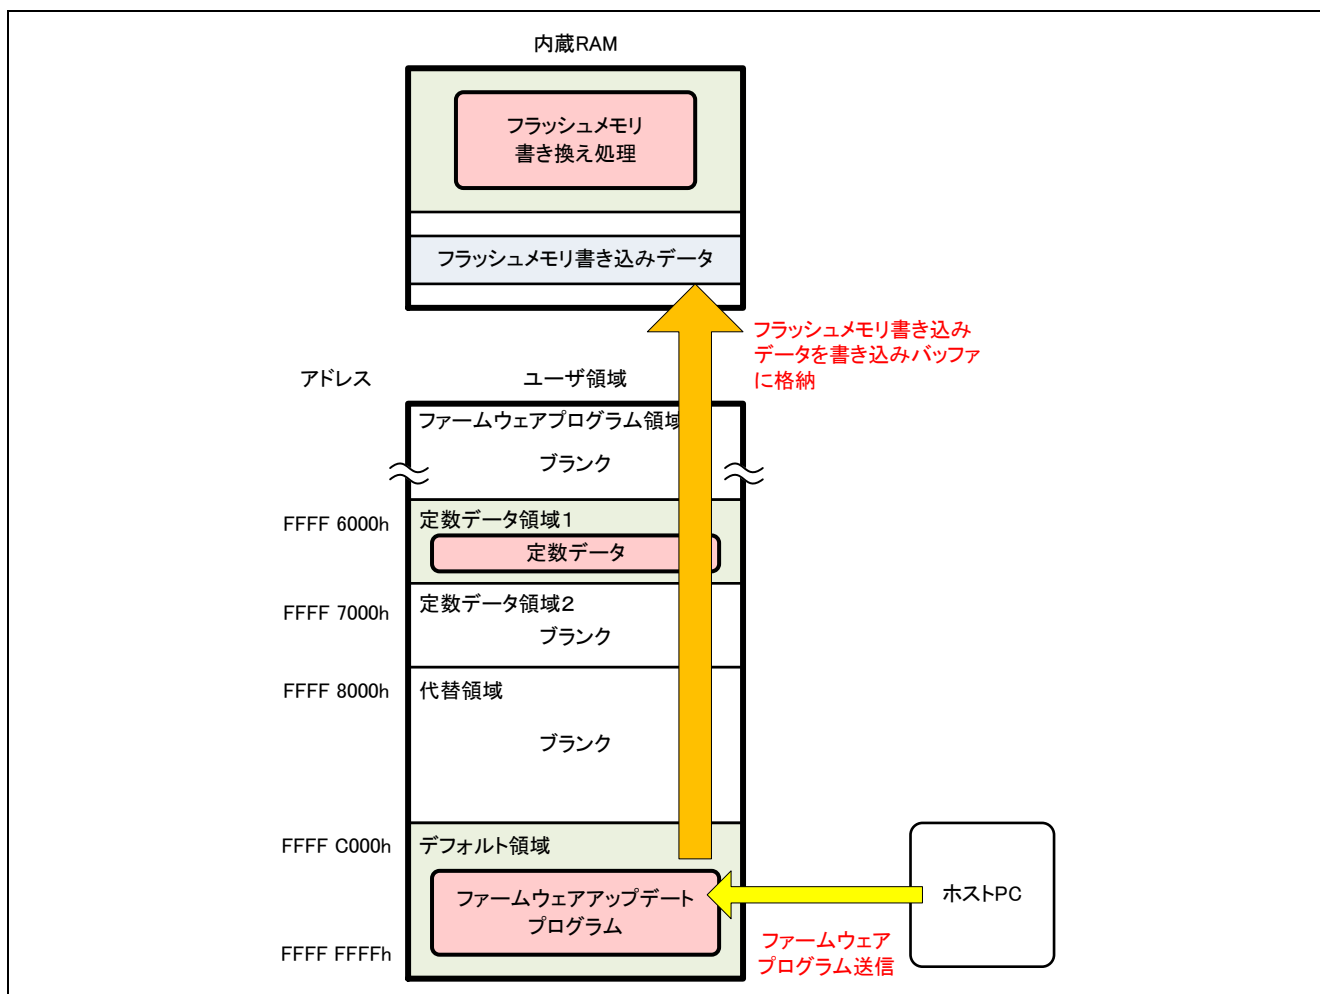 内蔵RAM
フラッシュメモリ
書き換え処理
フラッシュメモリ書き込みデータ
フラッシュメモリ書き込み
データを書き込みバッファ
に格納
アドレス
ユーザ領域
ファームウェアプログラム領域
ブランク
FFFF 6000h
定数データ領域1
定数データ
FFFF 7000h
定数データ領域2
ブランク
FFFF 8000h
代替領域
ブランク
FFFF C000h
デフォルト領域
ファームウェアアップデート
プログラム
ホストPC
ファームウェア
プログラム送信
FFFF FFFFh